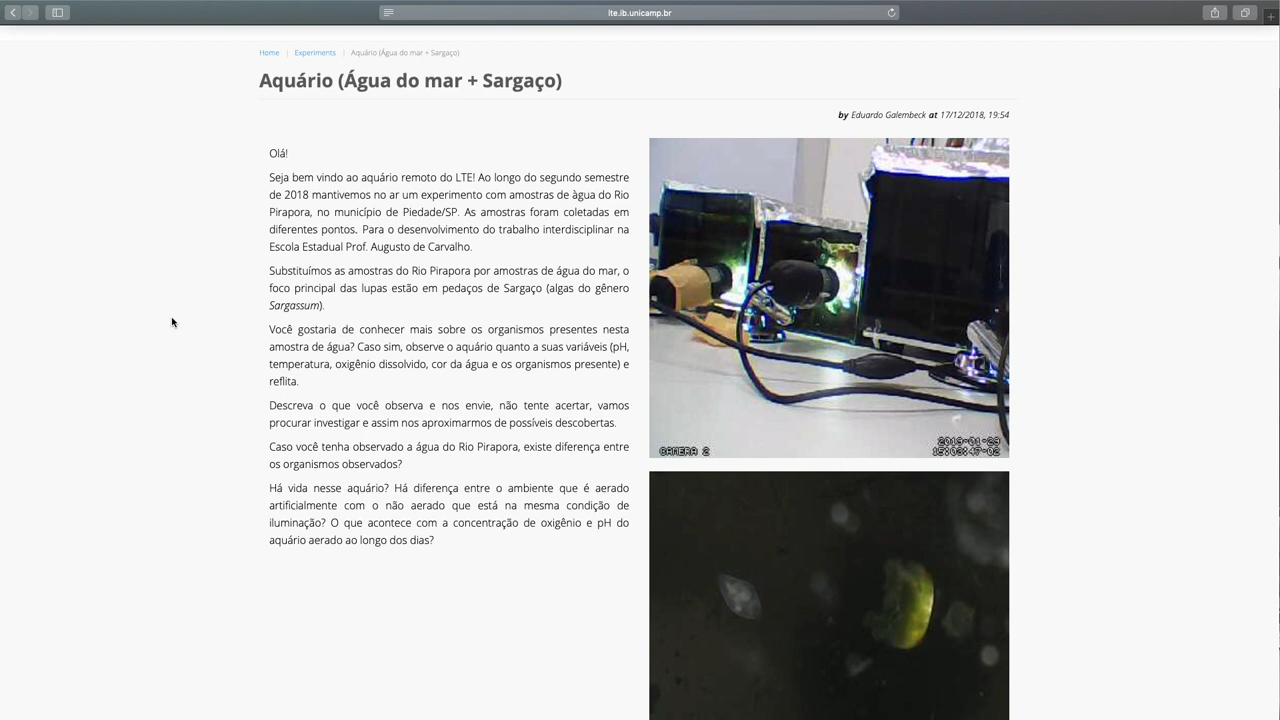 lte.ib.unicamp.br
Home | Experiments | Aquário (Água do mar + Sargaço)
Aquário (Água do mar + Sargaço)
by Eduardo Galembeck at 17/12/2018, 19:54
Olá!
Seja bem vindo ao aquário remoto do LTE! Ao longo do segundo semestre
de 2018 mantivemos no ar um experimento com amostras de àgua do Rio
Pirapora, no município de Piedade/SP. As amostras foram coletadas em
diferentes pontos. Para o desenvolvimento do trabalho interdisciplinar na
Escola Estadual Prof. Augusto de Carvalho.
Substituímos as amostras do Rio Pirapora por amostras de água do mar, o
foco principal das lupas estão em pedaços de Sargaço (algas do gênero
Sargassum).
Você gostaria de conhecer mais sobre os organismos presentes nesta
amostra de água? Caso sim, observe o aquário quanto a suas variáveis (pH,
temperatura, oxigênio dissolvido, cor da água e os organismos presente) e
reflita.
Descreva o que você observa e nos envie, não tente acertar, vamos
procurar investigar e assim nos aproximarmos de possíveis descobertas.
Caso você tenha observado a água do Rio Pirapora, existe diferença entre
os organismos observados?
Há vida nesse aquário? Há diferença entre o ambiente que é aerado
artificialmente com o não aerado que está na mesma condição de
iluminação? O que acontece com a concentração de oxigênio e pH do
aquário aerado ao longo dos dias?
CAMERA 2
2019-01-29
15:03:47-02